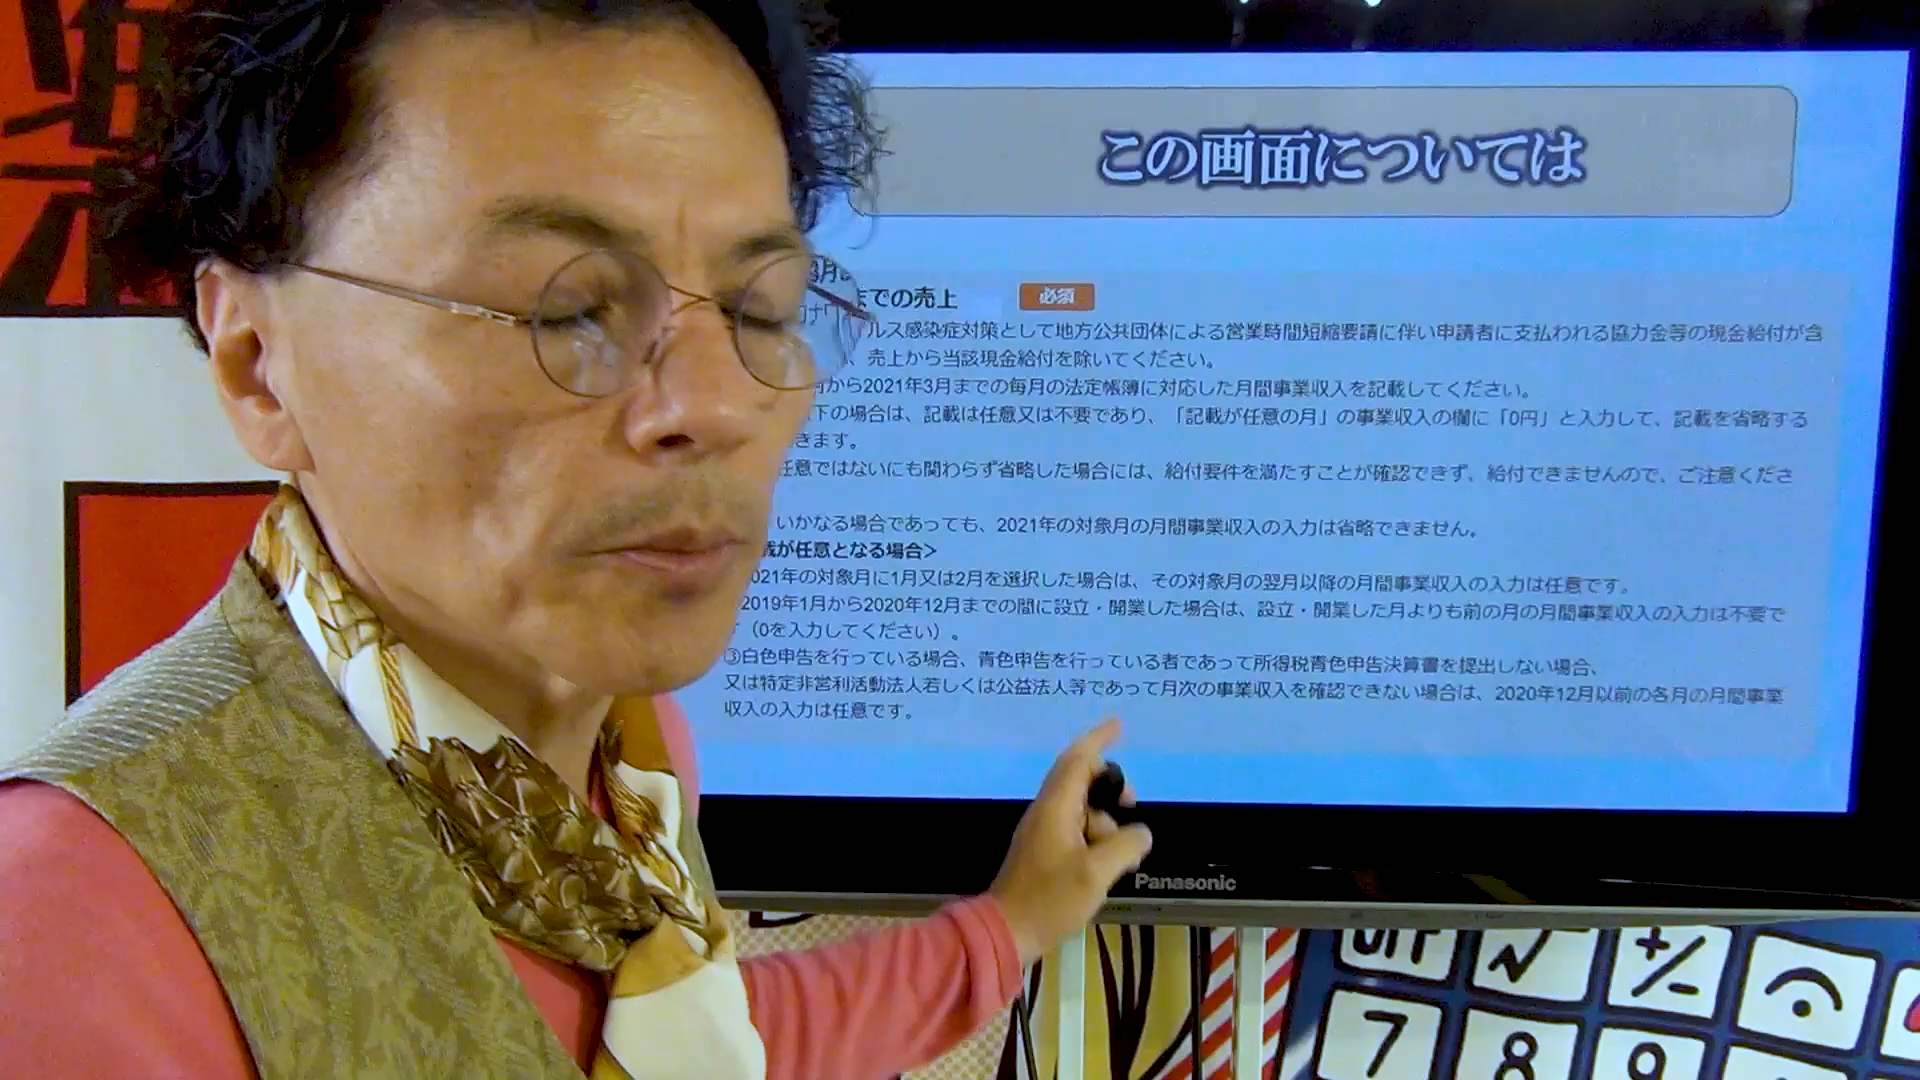 この画面については
までの売上
必須
ルス感染症対策として地方公共団体による営業時間短縮要請に伴い申請者に支払われる協力金等の現金給付が含
、売上から当該現金給付を除いてください。
から2021年3月までの毎月の法定帳簿に対応した月間事業収入を記載してください。
下の場合は、記載は任意又は不要であり、「記載が任意の月」の事業収入の欄に「0円」と入力して、記載を省略する
きます。
任意ではないにも関わらず省略した場合には、給付要件を満たすことが確認できず、給付できませんので、ご注意くださ
いかなる場合であっても、2021年の対象月の月間事業収入の入力は省略できません。
載が任意となる場合>
021年の対象月に1月又は2月を選択した場合は、その対象月の翌月以降の月間事業収入の入力は任意です。
2019年1月から2020年12月までの間に設立・開業した場合は、設立・開業した月よりも前の月の月間事業収入の入力は不要で
す(0を入力してください)。
③白色申告を行っている場合、青色申告を行っている者であって所得税青色申告決算書を提出しない場合、
又は特定非営利活動法人若しくは公益法人等であって月次の事業収入を確認できない場合は、2020年12月以前の各月の月間事業
収入の入力は任意です。
Panasonic
OFF √ +/-
7 8 9